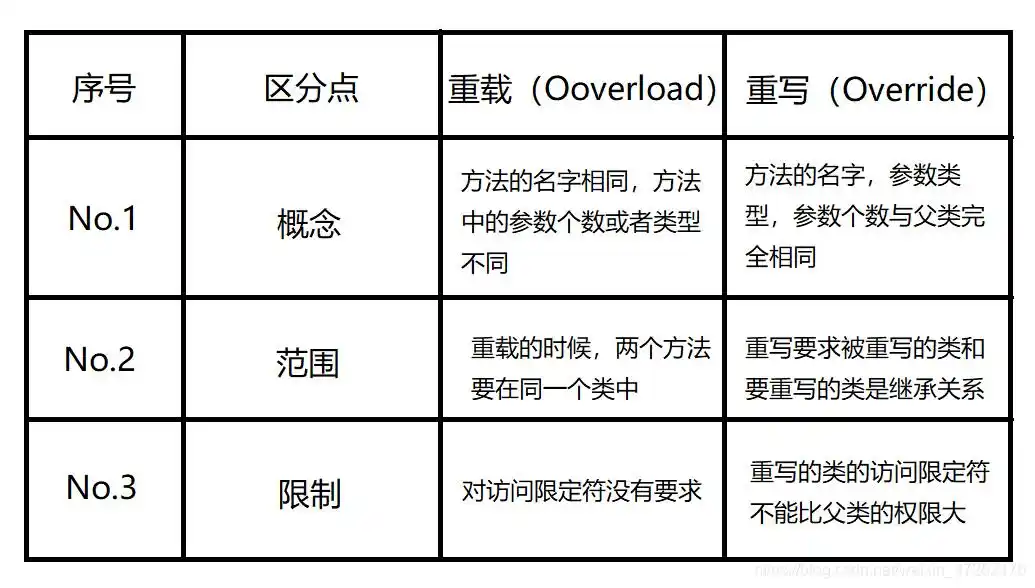 序号
区分点
重载（Ooverload）
重写（Override）
No.1
概念
方法的名字相同，方法
中的参数个数或者类型
不同
方法的名字，参数类
型，参数个数与父类完
全相同
No.2
范围
重载的时候，两个方法
要在同一个类中
重写要求被重写的类和
要重写的类是继承关系
No.3
限制
对访问限定符没有要求
重写的类的访问限定符
不能比父类的权限大